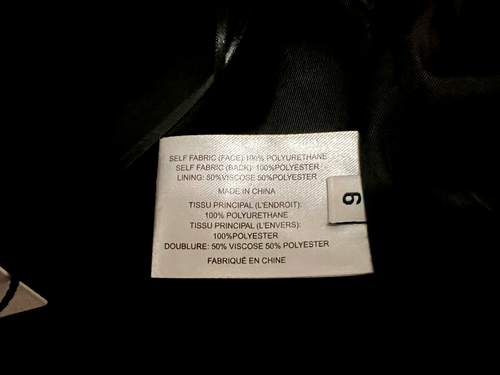 SELF FABRIC (FACE):100% POLYURETHANE
SELF FABRIC (BACK): 100%POLYESTER
LINING: 50%VISCOSE 50%POLYESTER
MADE IN CHINA
TISSU PRINCIPAL (L'ENDROIT):
100% POLYURETHANE
TISSU PRINCIPAL (L'ENVERS):
100%POLYESTER
DOUBLURE: 50% VISCOSE 50% POLYESTER
FABRIQUÉ EN CHINE
6